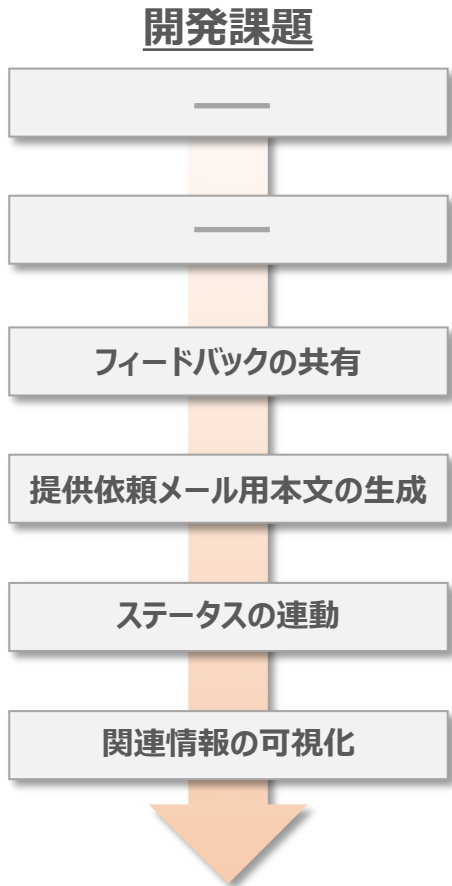 開発課題
―
―
フィードバックの共有
提供依頼メール用本文の生成
ステータスの連動
関連情報の可視化